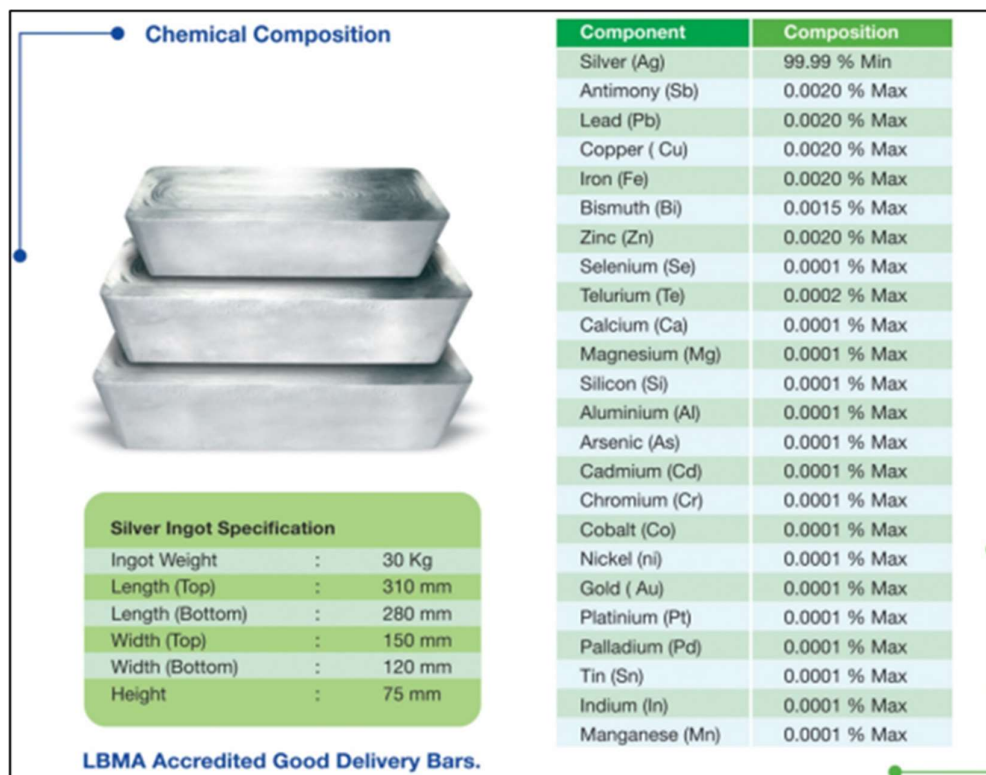 Chemical Composition
Component Composition
Silver (Ag) 99.99 % Min
Antimony (Sb) 0.0020 % Max
Lead (Pb) 0.0020 % Max
Copper ( Cu) 0.0020 % Max
Iron (Fe) 0.0020 % Max
Bismuth (Bi) 0.0015 % Max
Zinc (Zn) 0.0020 % Max
Selenium (Se) 0.0001 % Max
Telurium (Te) 0.0002 % Max
Calcium (Ca) 0.0001 % Max
Magnesium (Mg) 0.0001 % Max
Silicon (Si) 0.0001 % Max
Aluminium (Al) 0.0001 % Max
Arsenic (As) 0.0001 % Max
Cadmium (Cd) 0.0001 % Max
Chromium (Cr) 0.0001 % Max
Cobalt (Co) 0.0001 % Max
Nickel (ni) 0.0001 % Max
Gold ( Au) 0.0001 % Max
Platinium (Pt) 0.0001 % Max
Palladium (Pd) 0.0001 % Max
Tin (Sn) 0.0001 % Max
Indium (In) 0.0001 % Max
Manganese (Mn) 0.0001 % Max
Silver Ingot Specification
Ingot Weight : 30 Kg
Length (Top) : 310 mm
Length (Bottom) : 280 mm
Width (Top) : 150 mm
Width (Bottom) : 120 mm
Height : 75 mm
LBMA Accredited Good Delivery Bars.